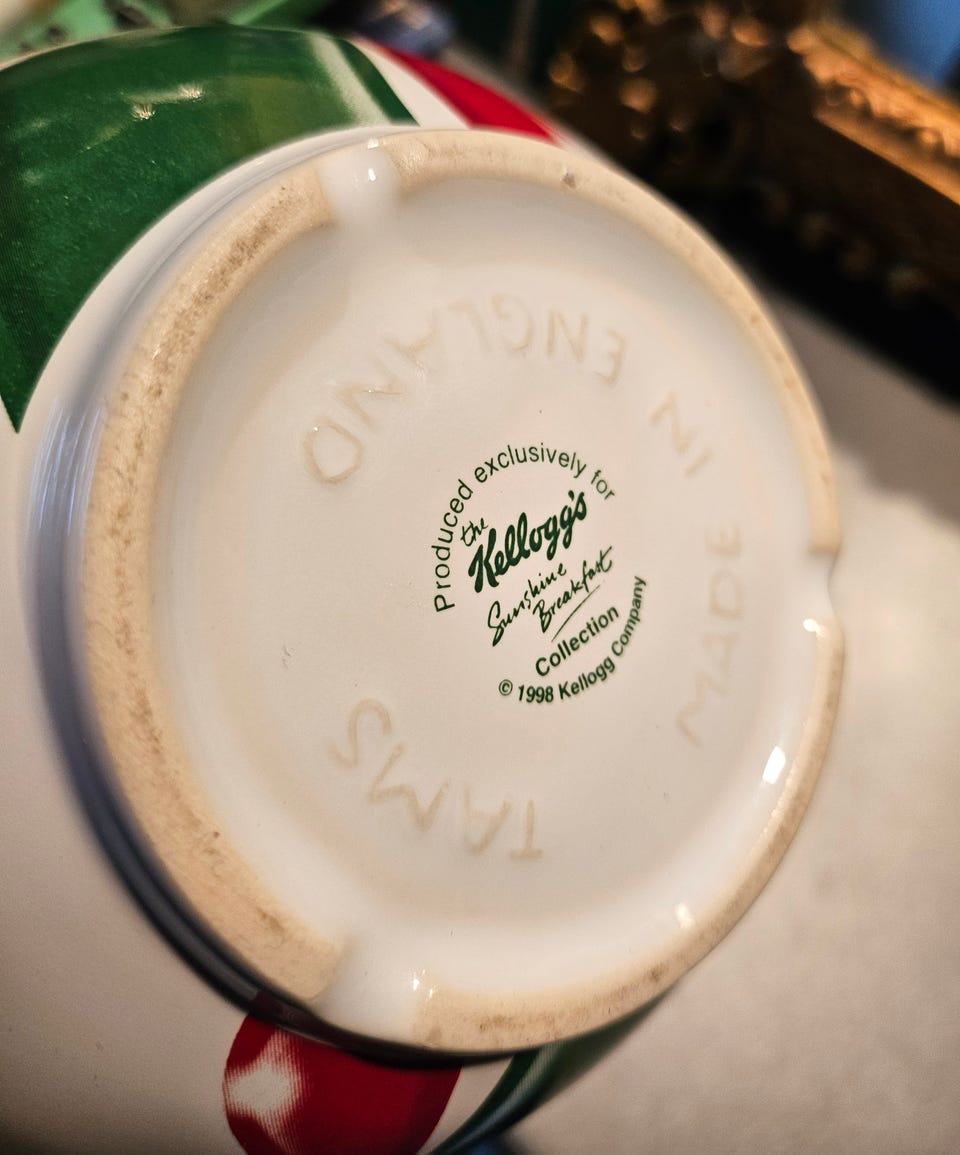 Produced exclusively for
the
Kellogg's
Sunshine
Breakfast
Collection
© 1998 Kellogg Company
TAMS
MADE IN ENGLAND